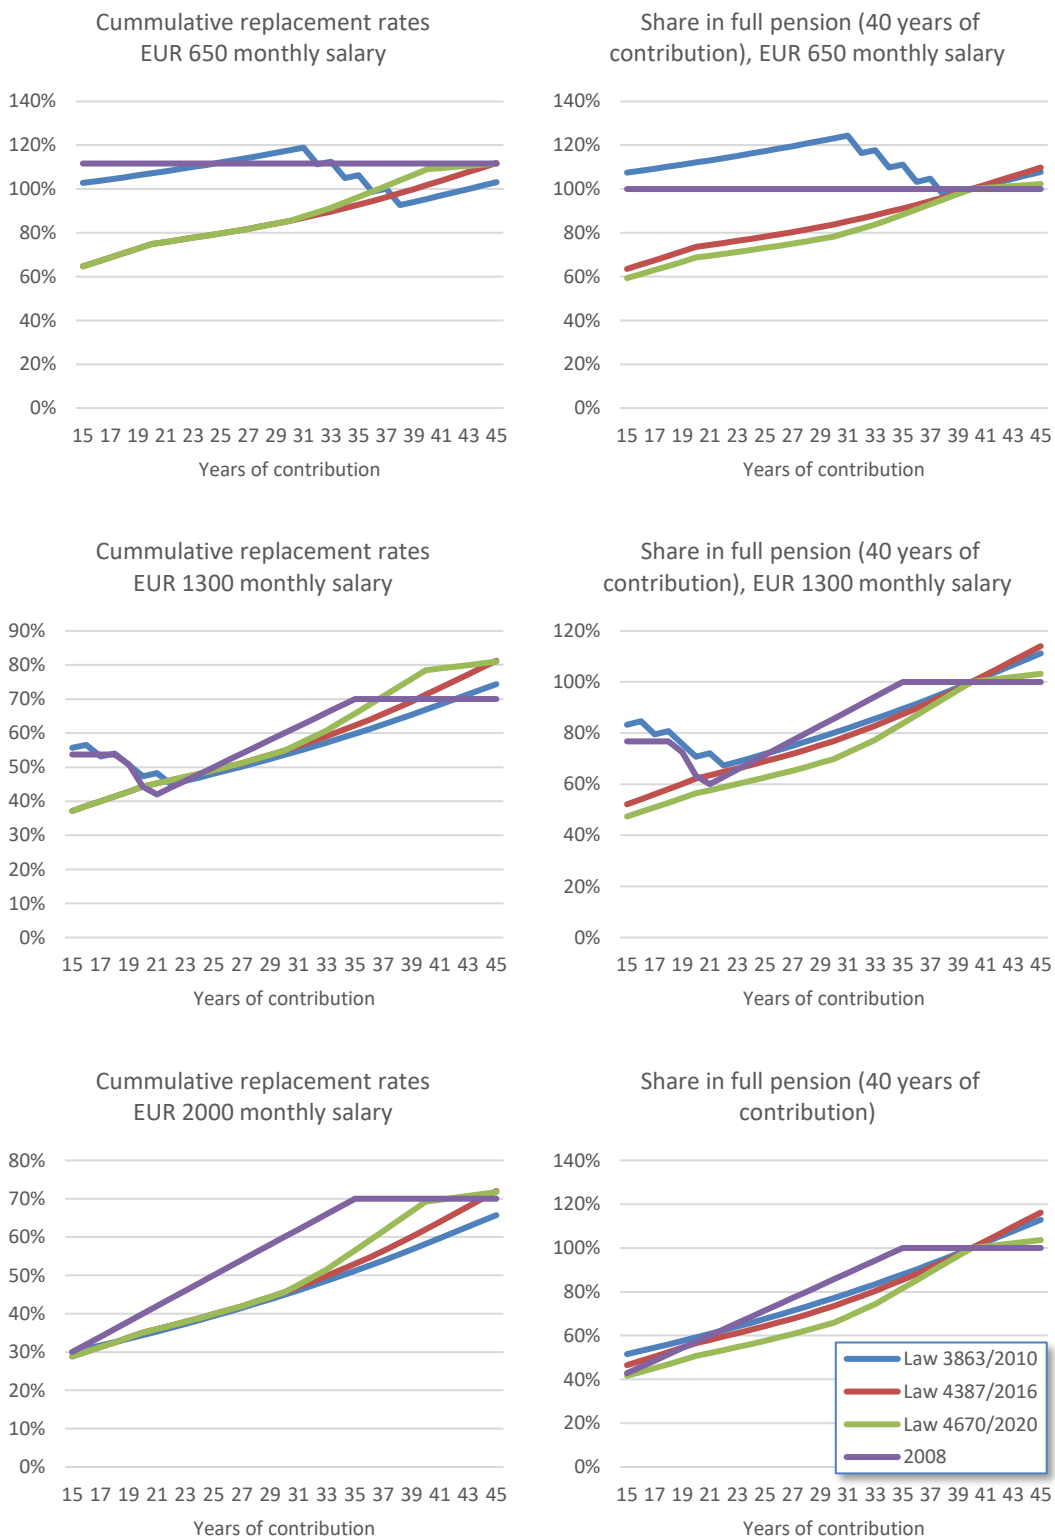 Cummulative replacement rates
EUR 650 monthly salary
140%
120%
100%
80%
60%
40%
20%
0%
15 17 19 21 23 25 27 29 31 33 35 37 39 41 43 45
Years of contribution
Share in full pension (40 years of
contribution), EUR 650 monthly salary
140%
120%
100%
80%
60%
40%
20%
0%
15 17 19 21 23 25 27 29 31 33 35 37 39 41 43 45
Years of contribution
Cummulative replacement rates
EUR 1300 monthly salary
90%
80%
70%
60%
50%
40%
30%
20%
10%
0%
15 17 19 21 23 25 27 29 31 33 35 37 39 41 43 45
Years of contribution
Share in full pension (40 years of
contribution), EUR 1300 monthly salary
120%
100%
80%
60%
40%
20%
0%
15 17 19 21 23 25 27 29 31 33 35 37 39 41 43 45
Years of contribution
Cummulative replacement rates
EUR 2000 monthly salary
80%
70%
60%
50%
40%
30%
20%
10%
0%
15 17 19 21 23 25 27 29 31 33 35 37 39 41 43 45
Years of contribution
Share in full pension (40 years of
contribution)
140%
120%
100%
80%
60%
40%
20%
0%
Law 3863/2010
Law 4387/2016
Law 4670/2020
2008
15 17 19 21 23 25 27 29 31 33 35 37 39 41 43 45
Years of contribution